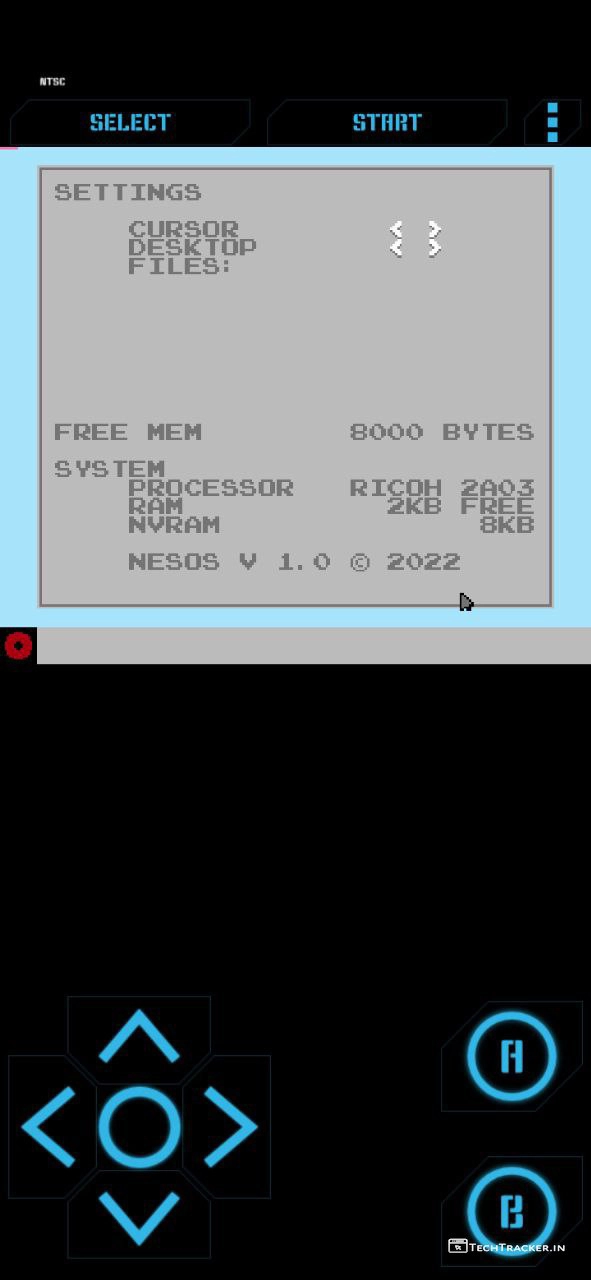 NTSC
SELECT START
SETTINGS
CURSOR < >
DESKTOP < >
FILES:
FREE MEM 8000 BYTES
SYSTEM
PROCESSOR RICOH 2A03
RAM 2KB FREE
NVRAM 8KB
NESOS V 1.0 © 2022
A
B
TECHTRACKER.IN